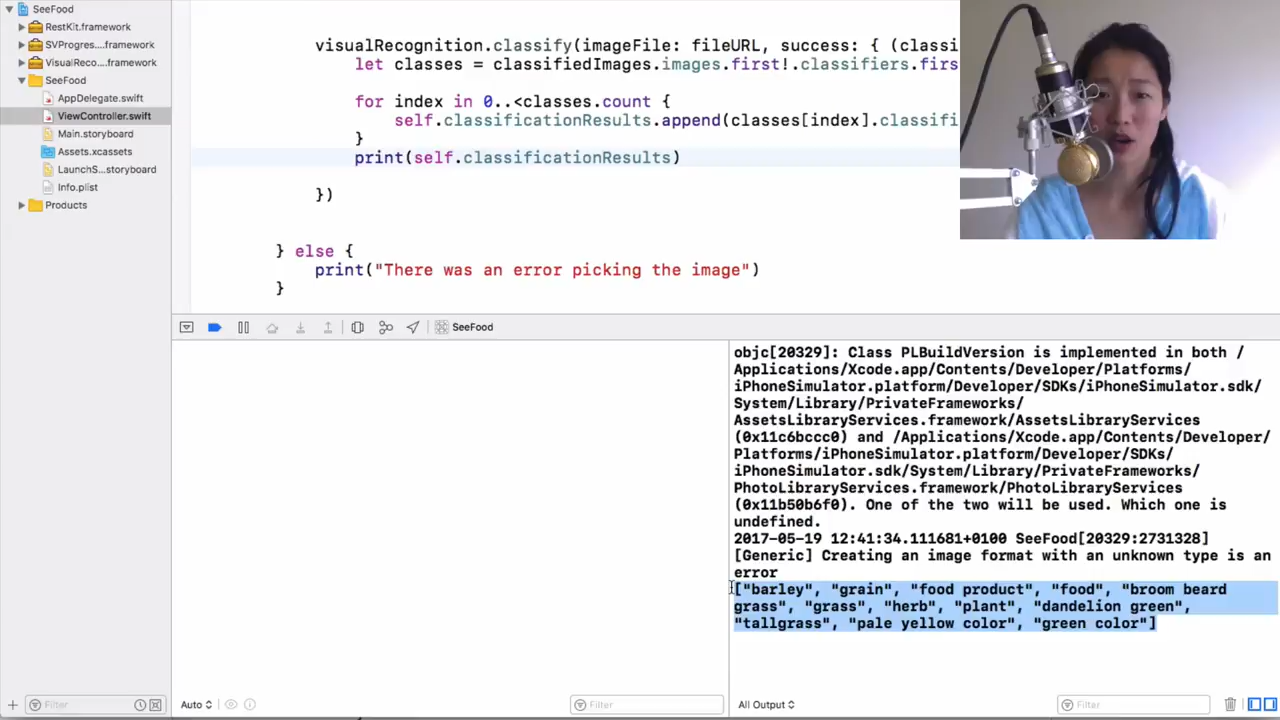 SeeFood
RestKit.framework
SVProgres....framework
VisualReco...framework
SeeFood
AppDelegate.swift
ViewController.swift
Main.storyboard
Assets.xcassets
LaunchS...storyboard
Info.plist
Products
visualRecognition.classify(imageFile: fileURL, success: { (classi
let classes = classifiedImages.images.first!.classifiers.firs
for index in 0..<classes.count {
self.classificationResults.append(classes[index].classifi
}
print(self.classificationResults)
})
} else {
print("There was an error picking the image")
}
SeeFood
objc[20329]: Class PLBuildVersion is implemented in both /
Applications/Xcode.app/Contents/Developer/Platforms/
iPhoneSimulator.platform/Developer/SDKs/iPhoneSimulator.sdk/
System/Library/PrivateFrameworks/
AssetsLibraryServices.framework/AssetsLibraryServices
(0x11c6bccc0) and /Applications/Xcode.app/Contents/Developer/
Platforms/iPhoneSimulator.platform/Developer/SDKs/
iPhoneSimulator.sdk/System/Library/PrivateFrameworks/
PhotoLibraryServices.framework/PhotoLibraryServices
(0x11b50b6f0). One of the two will be used. Which one is
undefined.
2017-05-19 12:41:34.111681+0100 SeeFood[20329:2731328]
[Generic] Creating an image format with an unknown type is an
error
["barley", "grain", "food product", "food", "broom beard
grass", "grass", "herb", "plant", "dandelion green",
"tallgrass", "pale yellow color", "green color"]
Filter
Auto
Filter
All Output
Filter